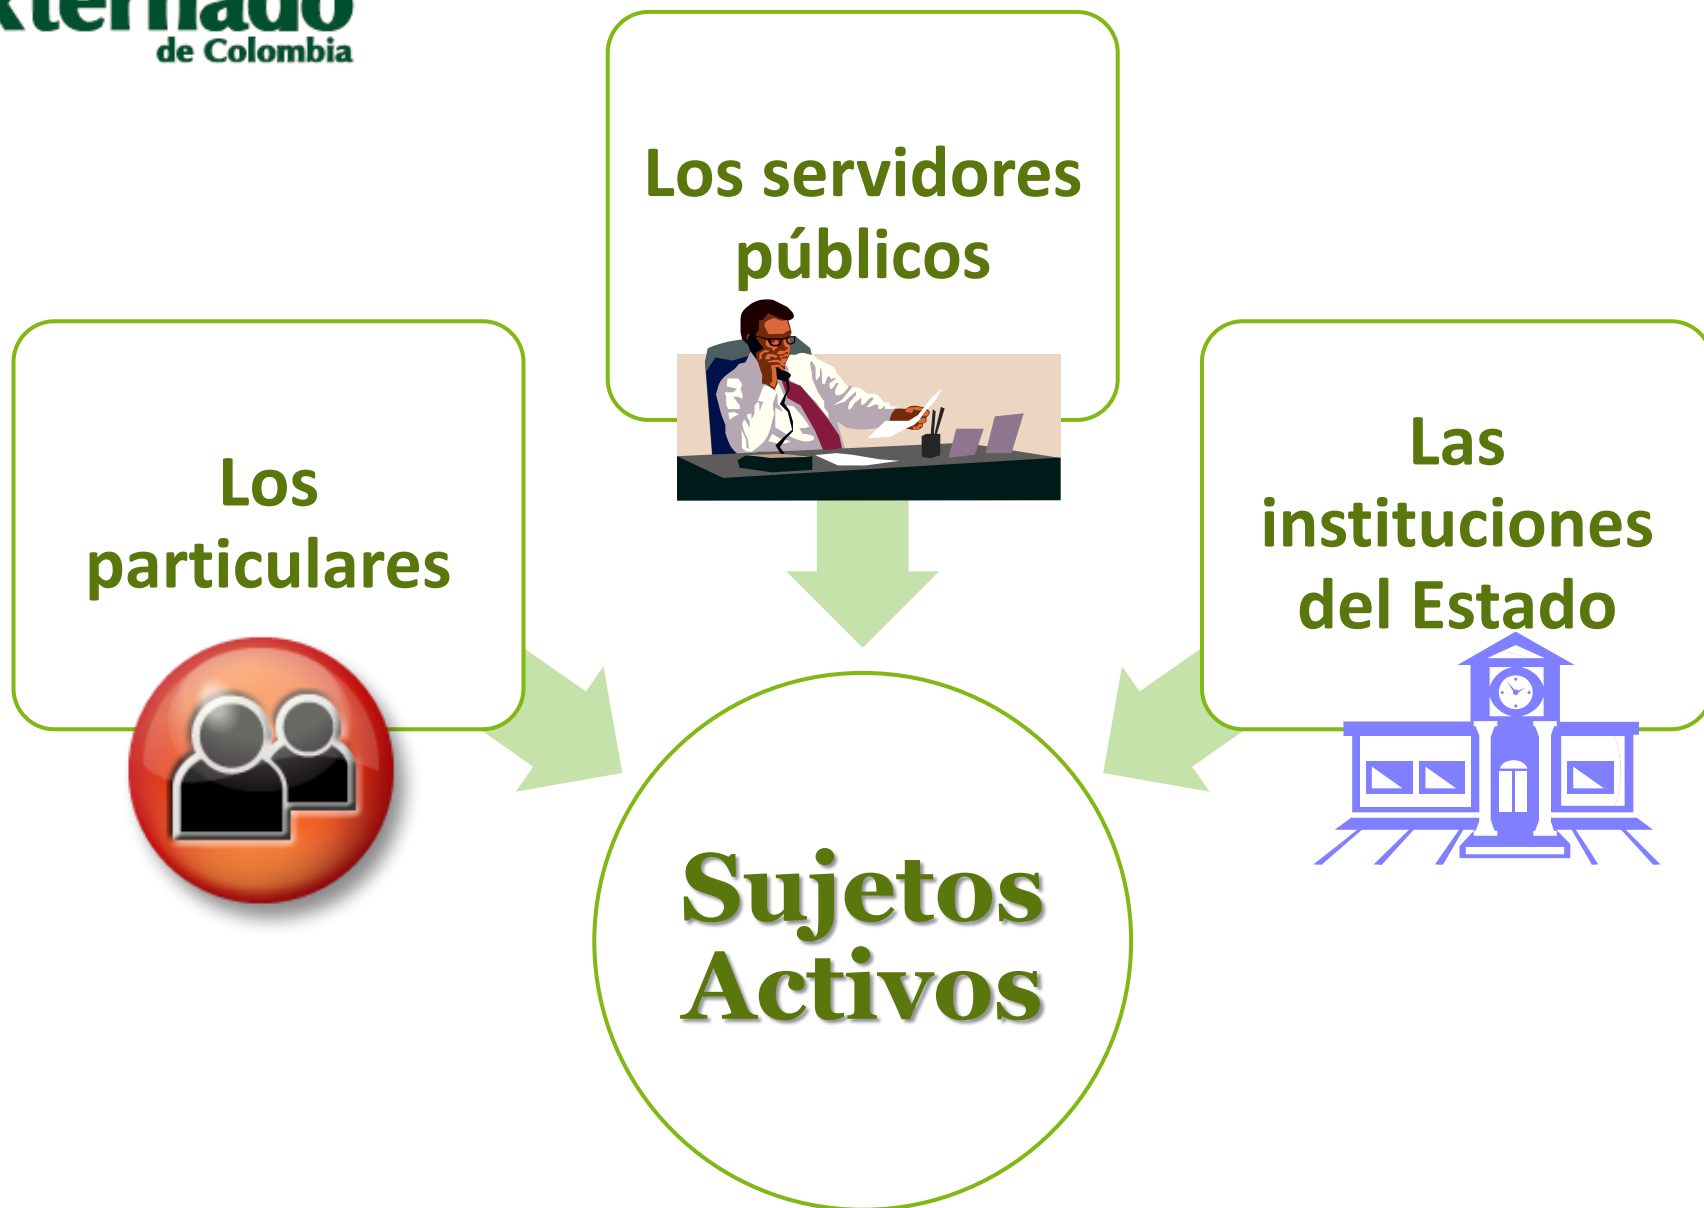 de Colombia
Los servidores
públicos
Los
particulares
Las
instituciones
del Estado
Sujetos
Activos